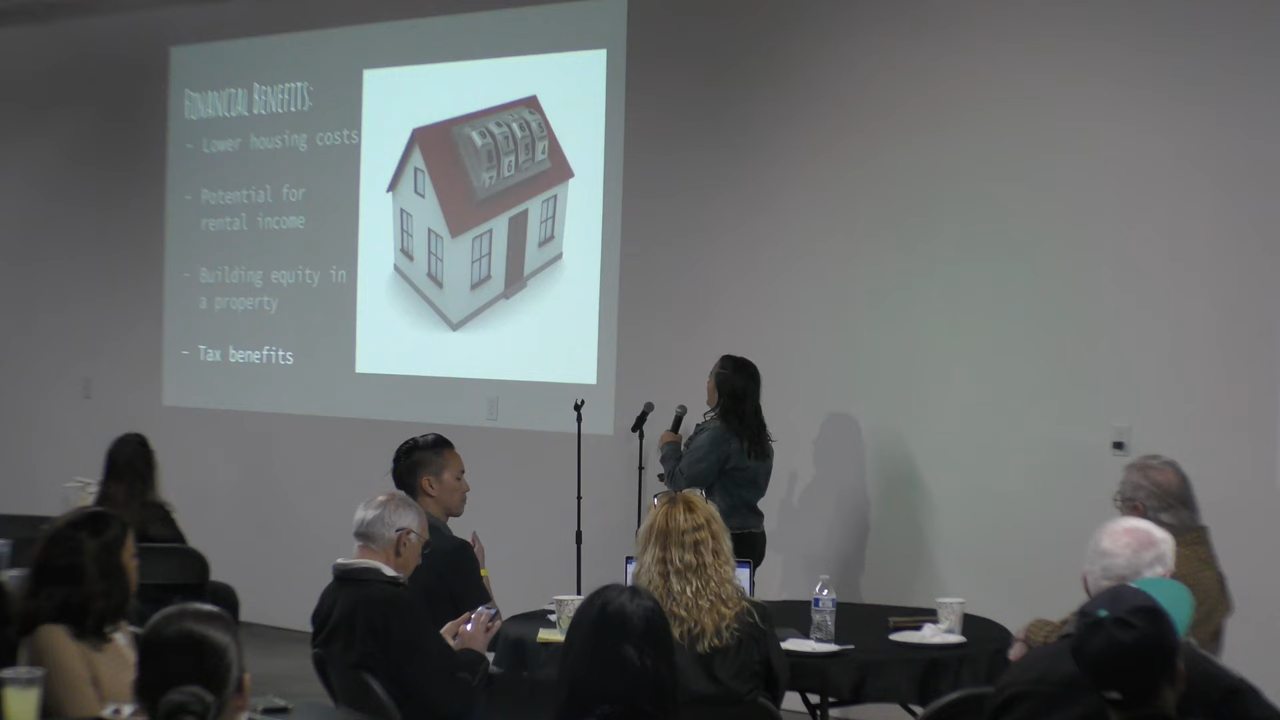 FINANCIAL BENEFITS:
- Lower housing costs
- Potential for
rental income
- Building equity in
a property
- Tax benefits